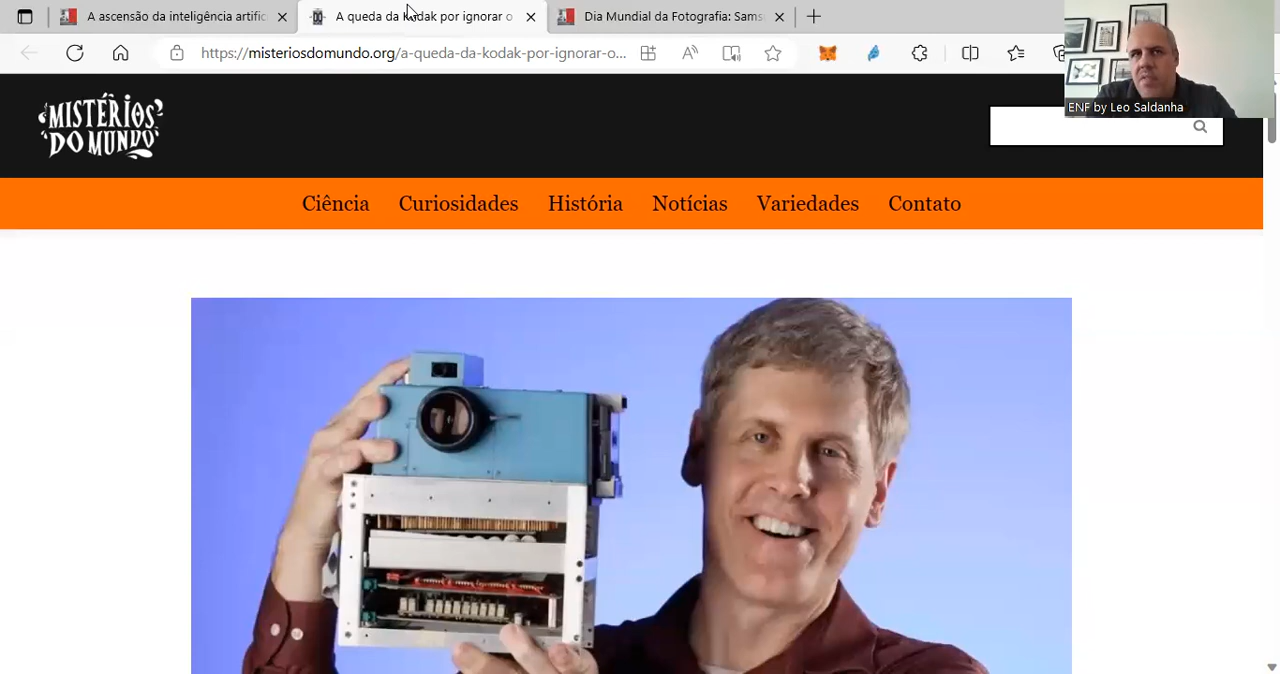 A ascensão da inteligência artific
A queda da Kodak por ignorar o
Dia Mundial da Fotografia: Sams
https://misteriosdomundo.org/a-queda-da-kodak-por-ignorar-o...
ENF by Leo Saldanha
MISTÉRIOS
DO MUNDO
Ciência Curiosidades História Notícias Variedades Contato